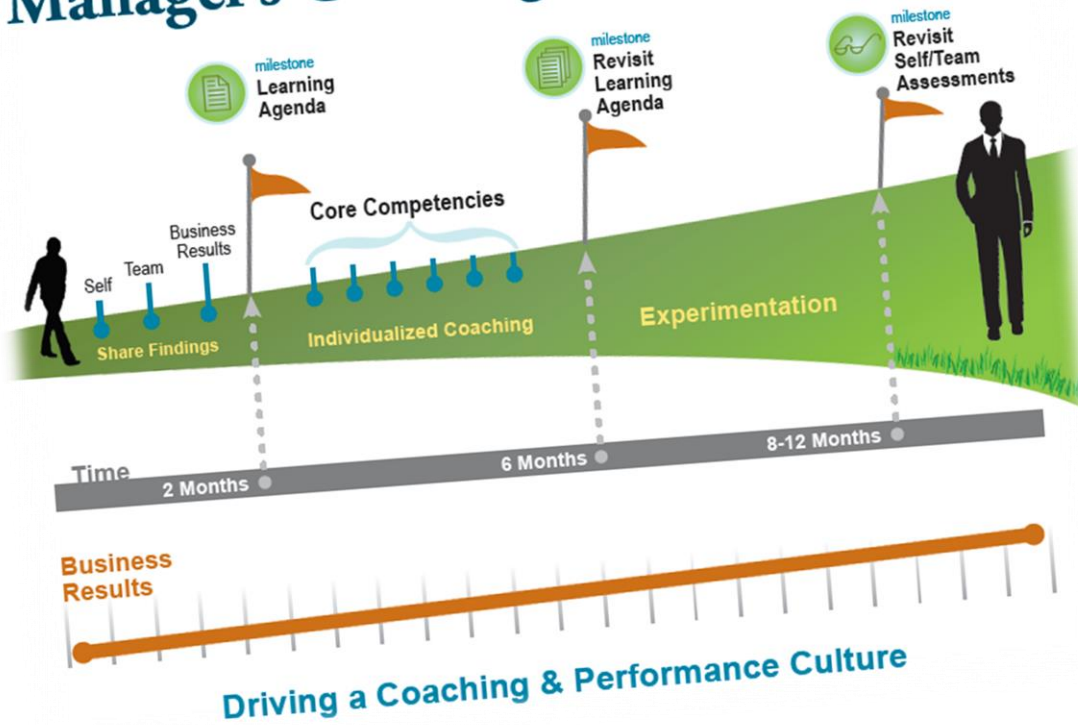 Manager's
milestone
Learning
Agenda
milestone
Revisit
Learning
Agenda
milestone
Revisit
Self/Team
Assessments
Self
Team
Business
Results
Core Competencies
Share Findings
Individualized Coaching
Experimentation
Time
2 Months
6 Months
8-12 Months
Business
Results
Driving a Coaching & Performance Culture